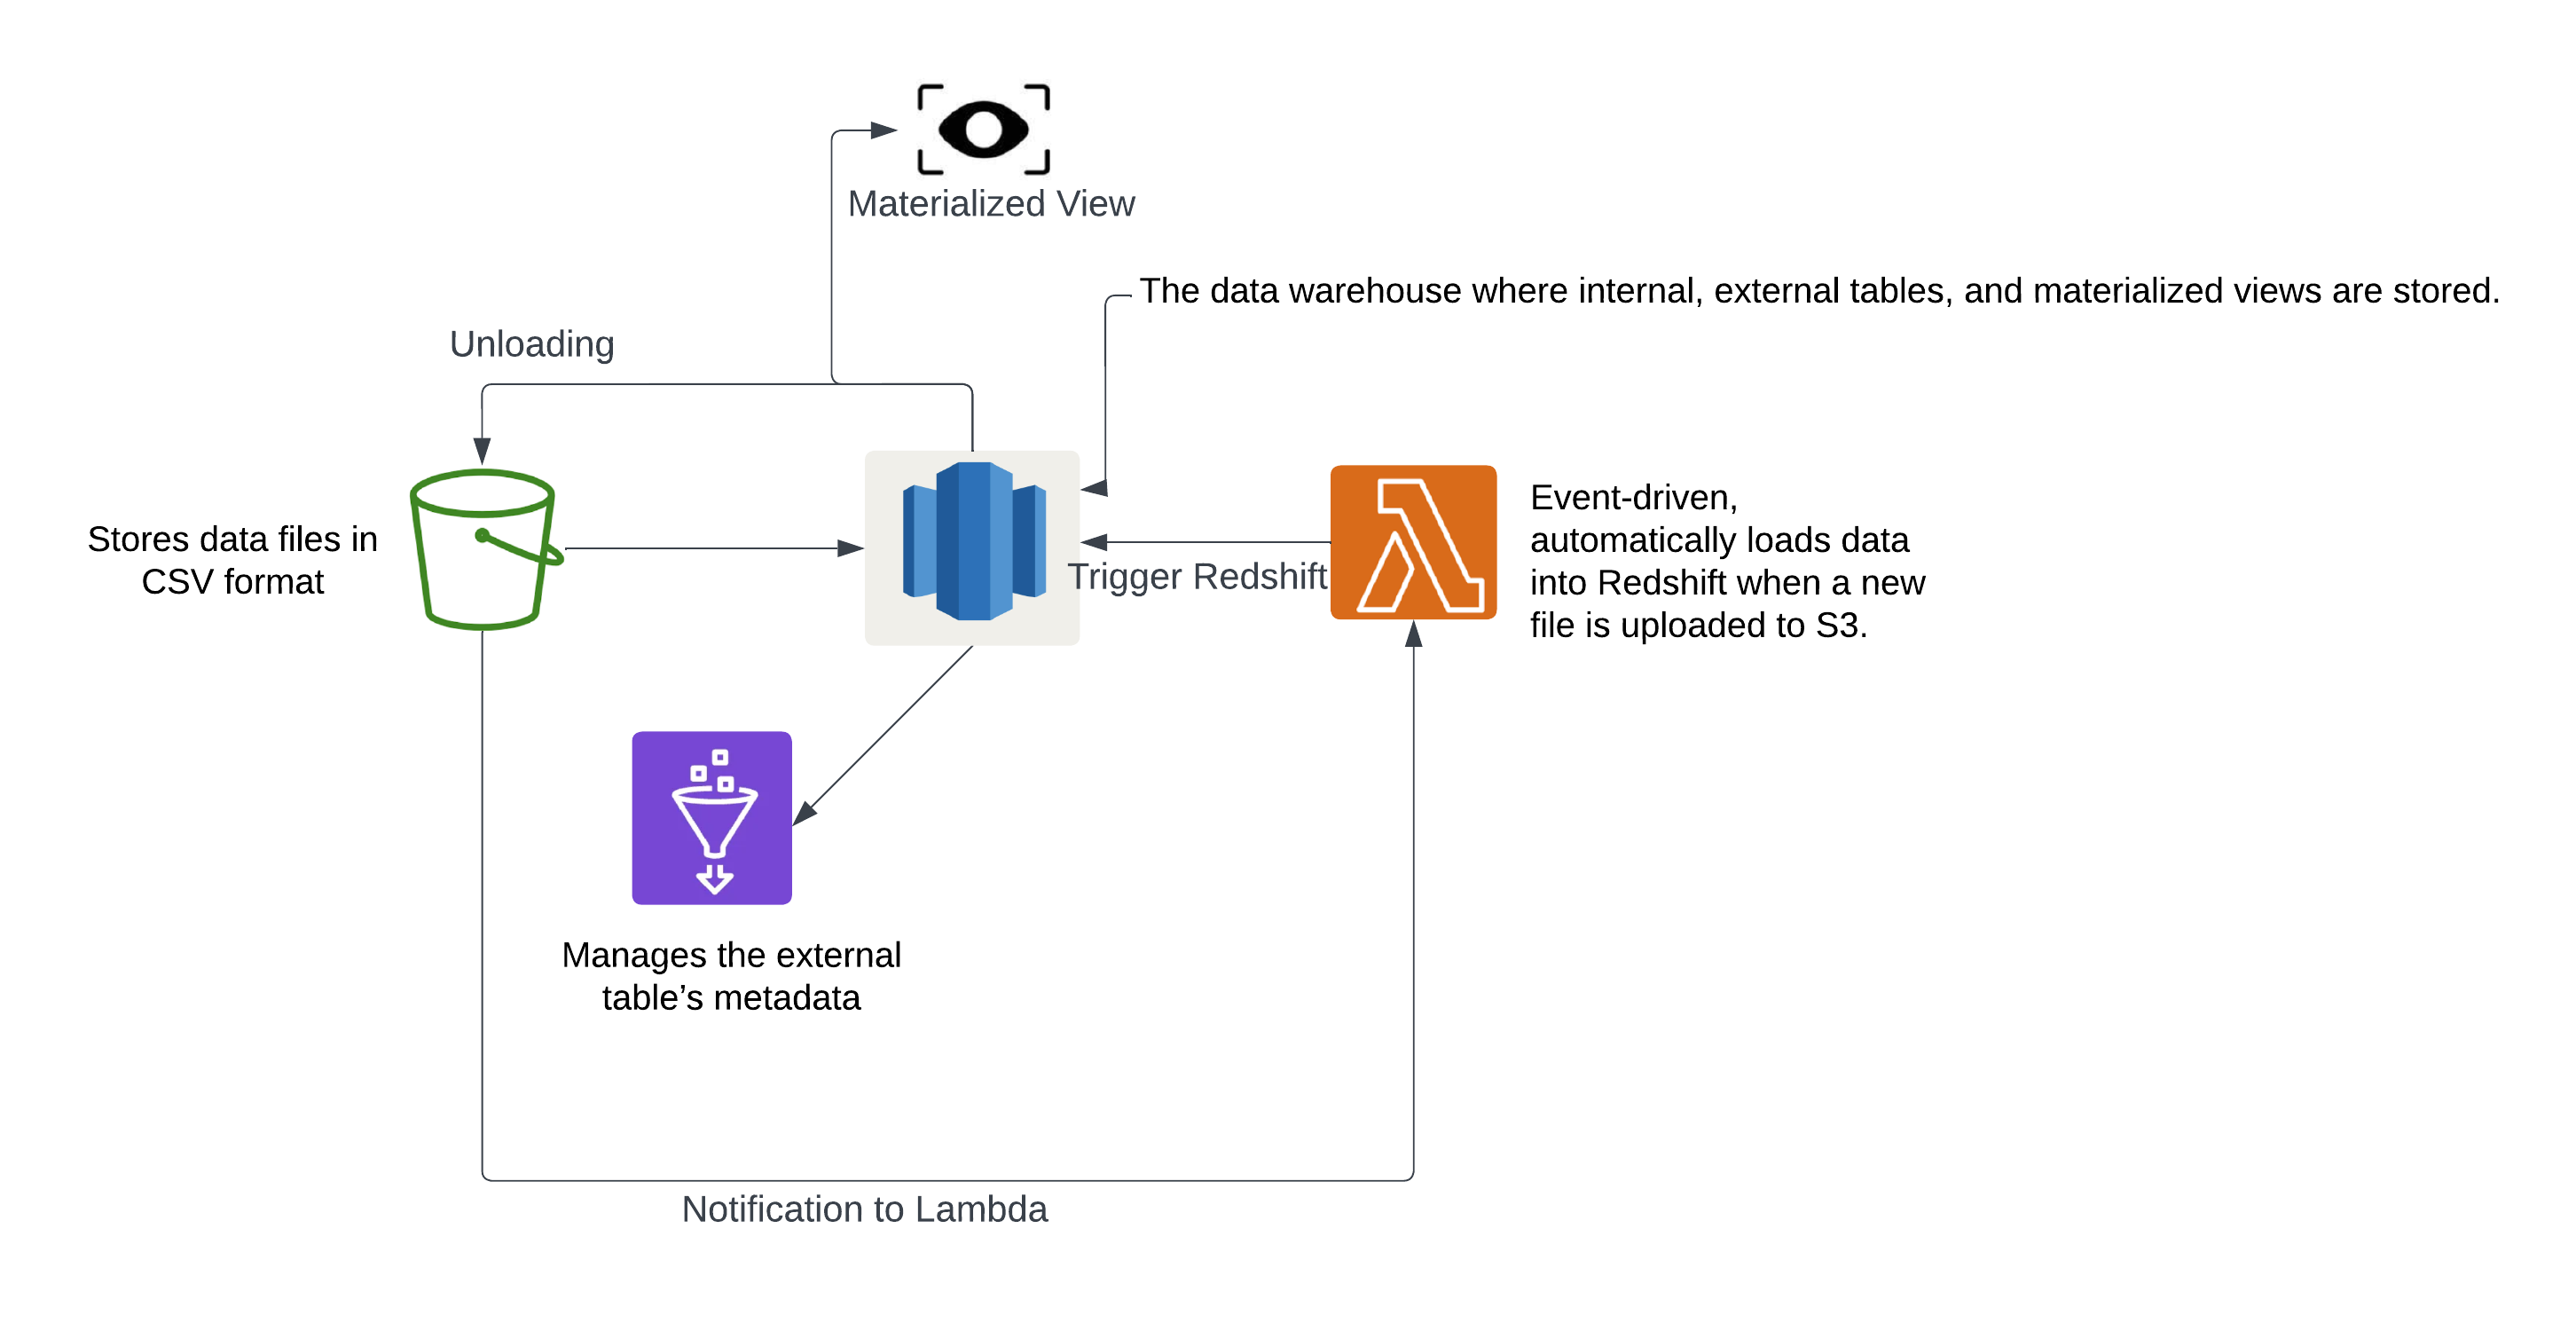 Materialized View
The data warehouse where internal, external tables, and materialized views are stored.
Unloading
Stores data files in
CSV format
Trigger Redshift
Event-driven,
automatically loads data
into Redshift when a new
file is uploaded to S3.
Manages the external
table’s metadata
Notification to Lambda